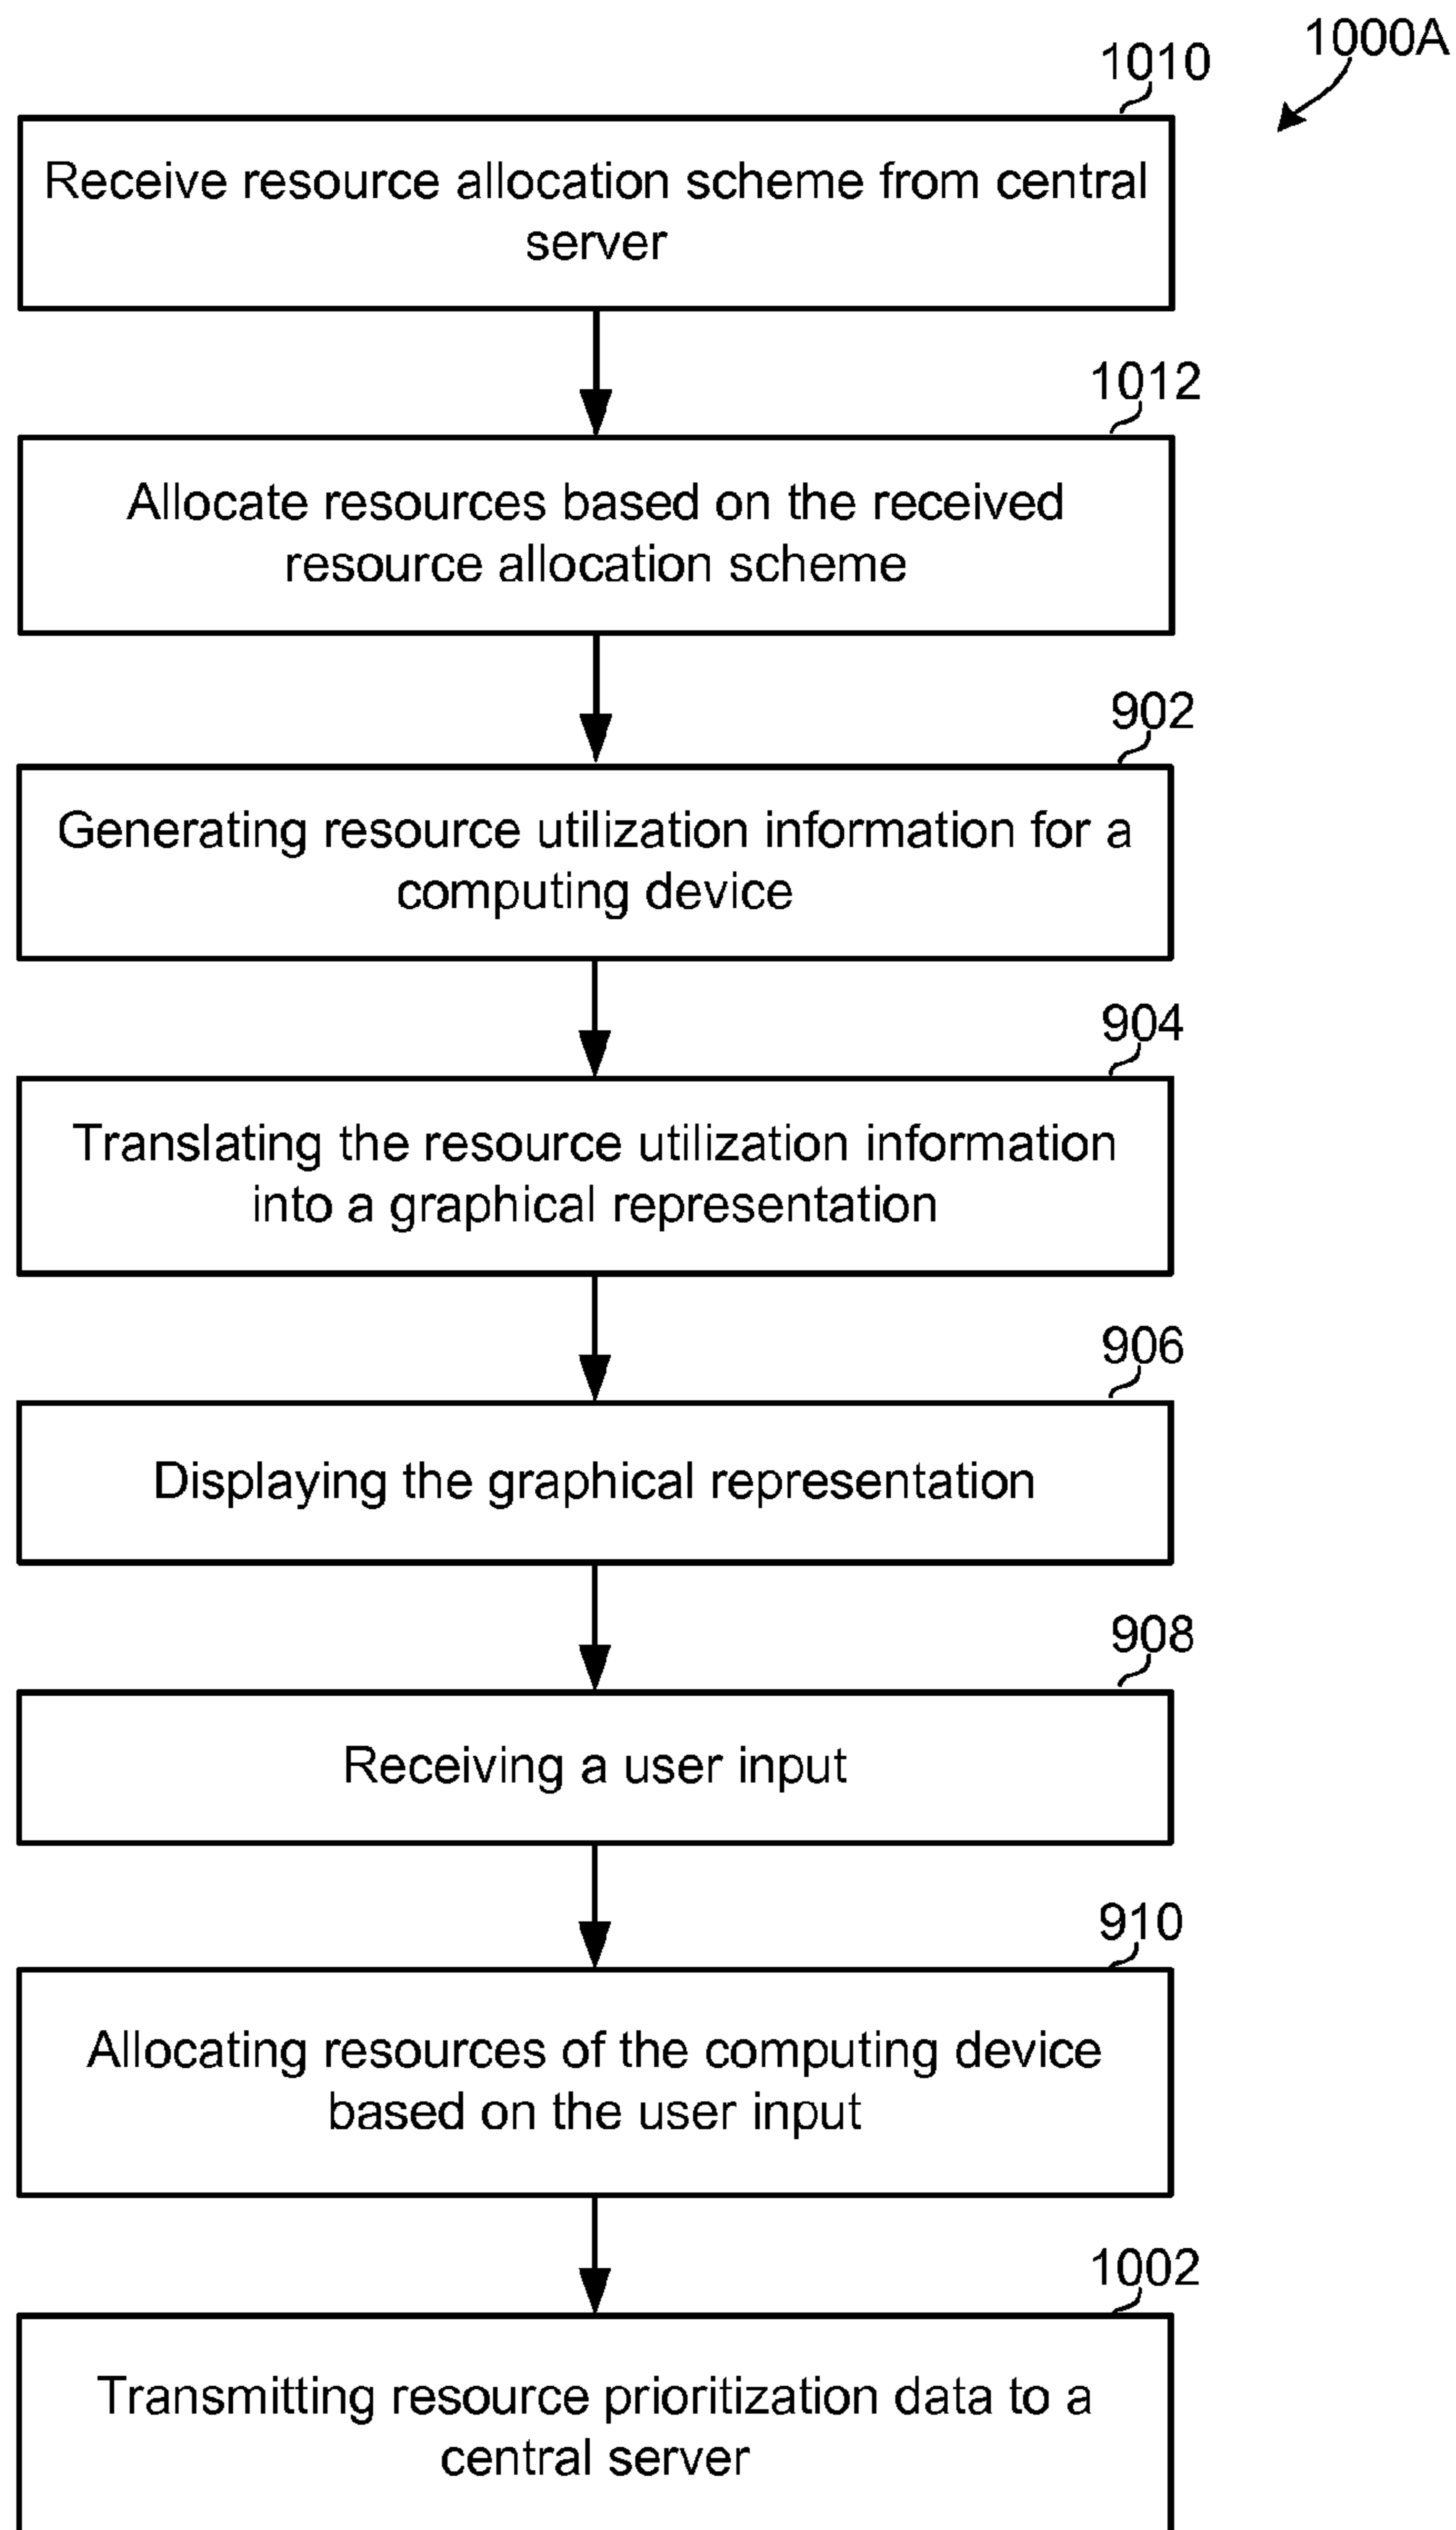 1000A
1010
Receive resource allocation scheme from central
server
1012
Allocate resources based on the received
resource allocation scheme
902
Generating resource utilization information for a
computing device
904
Translating the resource utilization information
into a graphical representation
906
Displaying the graphical representation
908
Receiving a user input
910
Allocating resources of the computing device
based on the user input
1002
Transmitting resource prioritization data to a
central server